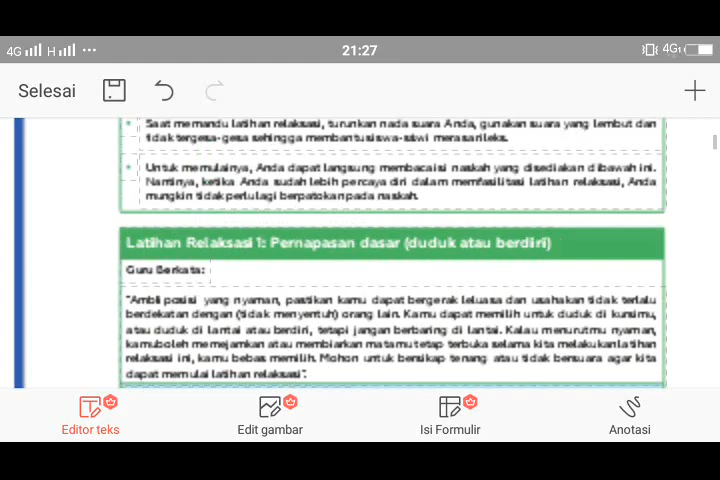 4G H ••• 21:27 4G
Selesai
Saat memandu latihan relaksasi, turunkan nada suara Anda, gunakan suara yang lembut dan
tidak tergesa-gesa sehingga membantu siswa-siswi merasa rileks.
Untuk memulainya, Anda dapat langsung membaca isi naskah yang disediakan di bawah ini.
Nantinya, ketika Anda sudah lebih percaya diri dalam memfasilitasi latihan relaksasi, Anda
mungkin tidak perlu lagi berpatokan pada naskah.
Latihan Relaksasi 1: Pernapasan dasar (duduk atau berdiri)
Guru Berkata:
"Ambil posisi yang nyaman, pastikan kamu dapat bergerak leluasa dan usahakan tidak terlalu
berdekatan dengan (tidak menyentuh) orang lain. Kamu dapat memilih untuk duduk di kursimu,
atau duduk di lantai atau berdiri, tetapi jangan berbaring di lantai. Kalau menurutmu nyaman,
kamu boleh memejamkan atau membiarkan matamu tetap terbuka selama kita melakukan latihan
relaksasi ini, kamu bebas memilih. Mohon untuk bersikap tenang atau tidak bersuara agar kita
dapat memulai latihan relaksasi".
Editor teks
Edit gambar
Isi Formulir
Anotasi